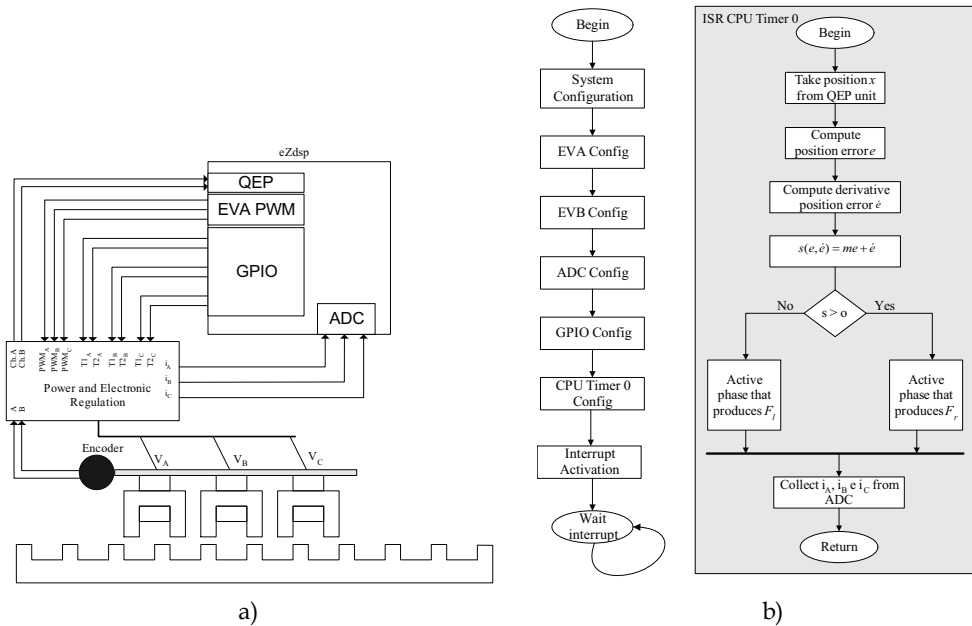 eZdsp
QEP
EVA PWM
GPIO
ADC
Ch.A
Ch.B
PWM_A
PWM_B
PWM_C
T1_A
T2_A
T1_B
T2_B
T1_C
T2_C
i_A
i_B
i_C
Power and Electronic
Regulation
A
B
Encoder
V_A
V_B
V_C
a)
Begin
System
Configuration
EVA Config
EVB Config
ADC Config
GPIO Config
CPU Timer 0
Config
Interrupt
Activation
Wait
interrupt
ISR CPU Timer 0
Begin
Take position x
from QEP unit
Compute
position error e
Compute derivative
position error ė
s(e,ė) = me + ė
No
s > o
Yes
Active
phase that
produces F_l
Active
phase that
produces F_r
Collect i_A, i_B e i_C from
ADC
Return
b)